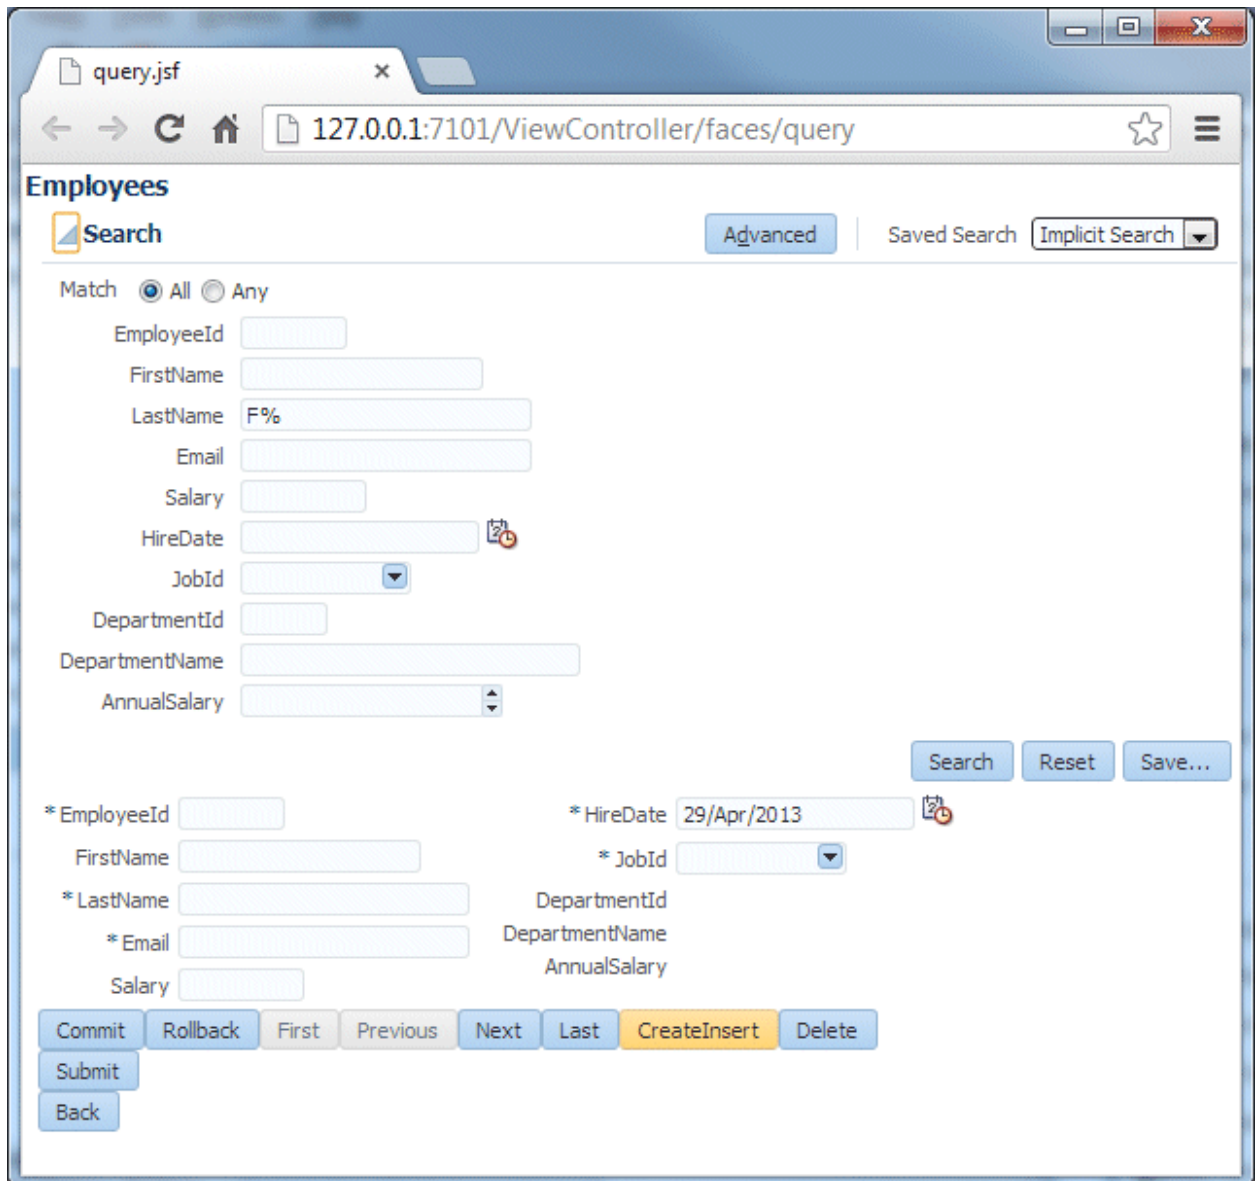 query.jsf
127.0.0.1:7101/ViewController/faces/query
Employees
Search Advanced Saved Search Implicit Search
Match All Any
EmployeeId
FirstName
LastName F%
Email
Salary
HireDate
JobId
DepartmentId
DepartmentName
AnnualSalary
Search Reset Save...
* EmployeeId * HireDate 29/Apr/2013
FirstName * JobId
* LastName DepartmentId
* Email DepartmentName
AnnualSalary
Salary
Commit Rollback First Previous Next Last CreateInsert Delete
Submit
Back